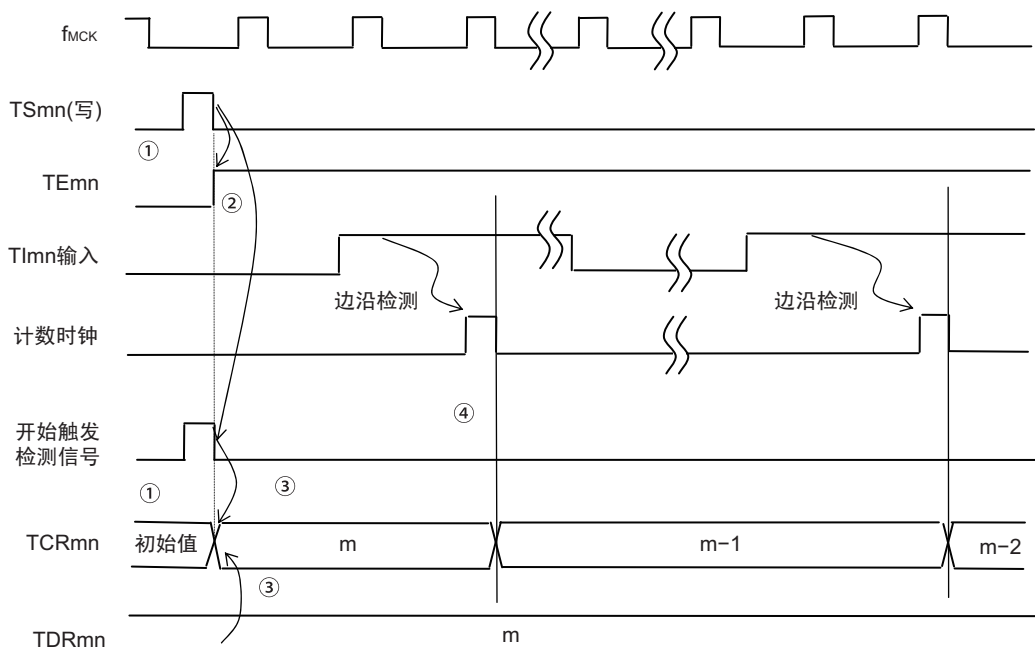 fMCK
TSmn(写)
①
TEmn
②
TImn输入
边沿检测
边沿检测
计数时钟
④
开始触发
检测信号
①
③
TCRmn
初始值
m
m−1
m−2
③
TDRmn
m